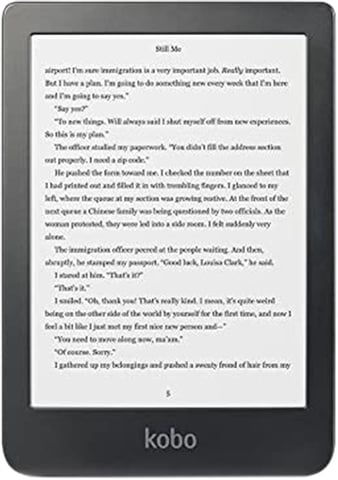 Still Me
airport! I'm sure immigration is a very important job. Really important.
But I have a plan. I'm going to do something new every week that I'm here
and I'm going to say yes."
"Say yes?"
"To new things. Will always said I shut myself off from new experiences.
So this is my plan."
The officer studied my paperwork. "You didn't fill the address section
out properly. I need a zip code."
He pushed the form toward me. I checked the number on the sheet that
I had printed out and filled it in with trembling fingers. I glanced to my
left, where the queue at my section was growing restive. At the front of the
next queue a Chinese family was being questioned by two officials. As the
woman protested, they were led into a side room. I felt suddenly very
alone.
The immigration officer peered at the people waiting. And then,
abruptly, he stamped my passport. "Good luck, Louisa Clark," he said.
I stared at him. "That's it?"
"That's it."
I smiled. "Oh, thank you! That's really kind. I mean, it's quite weird
being on the other side of the world by yourself for the first time, and now I
feel a bit like I just met my first nice new person and—"
"You need to move along now, ma'am."
"Of course. Sorry."
I gathered up my belongings and pushed a sweaty frond of hair from my
5
kobo